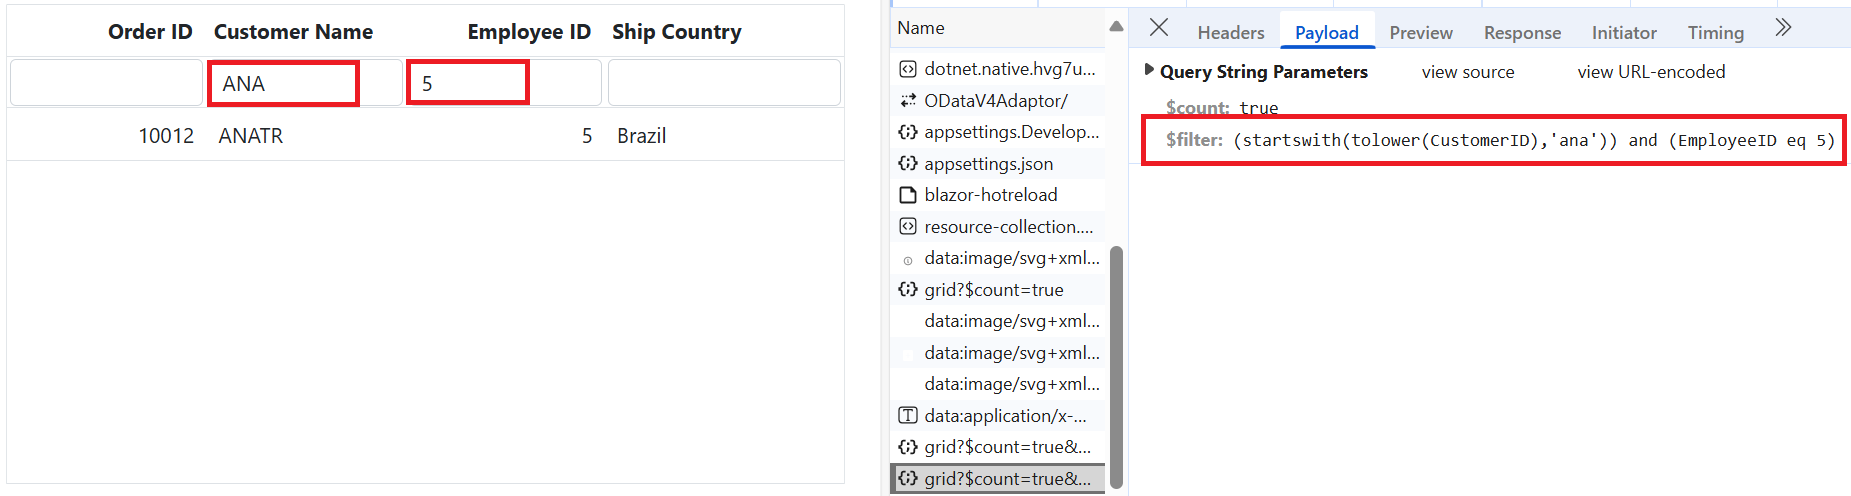 Order ID Customer Name Employee ID Ship Country
ANA 5
10012 ANATR 5 Brazil
Name
dotnet.native.hvg7u...
ODataV4Adaptor/
appsettings.Develop...
appsettings.json
blazor-hotreload
resource-collection....
data:image/svg+xml...
grid?$count=true
data:image/svg+xml...
data:image/svg+xml...
data:image/svg+xml...
data:application/x-...
grid?$count=true&...
grid?$count=true&...
Headers Payload Preview Response Initiator Timing
Query String Parameters view source view URL-encoded
$count: true
$filter: (startswith(tolower(CustomerID),'ana')) and (EmployeeID eq 5)